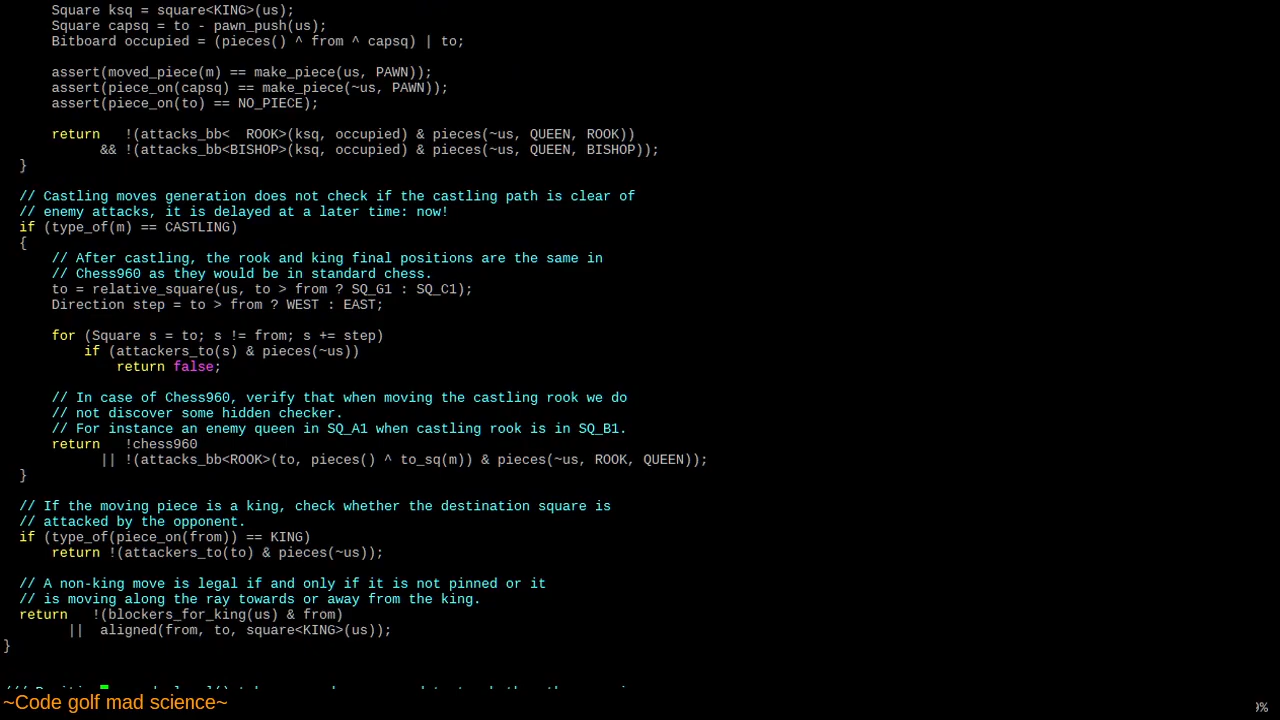 Square ksq = square<KING>(us);
Square capsq = to - pawn_push(us);
Bitboard occupied = (pieces() ^ from ^ capsq) | to;
assert(moved_piece(m) == make_piece(us, PAWN));
assert(piece_on(capsq) == make_piece(~us, PAWN));
assert(piece_on(to) == NO_PIECE);
return   !(attacks_bb<  ROOK>(ksq, occupied) & pieces(~us, QUEEN, ROOK))
&& !(attacks_bb<BISHOP>(ksq, occupied) & pieces(~us, QUEEN, BISHOP));
}
// Castling moves generation does not check if the castling path is clear of
// enemy attacks, it is delayed at a later time: now!
if (type_of(m) == CASTLING)
{
// After castling, the rook and king final positions are the same in
// Chess960 as they would be in standard chess.
to = relative_square(us, to > from ? SQ_G1 : SQ_C1);
Direction step = to > from ? WEST : EAST;
for (Square s = to; s != from; s += step)
if (attackers_to(s) & pieces(~us))
return false;
// In case of Chess960, verify that when moving the castling rook we do
// not discover some hidden checker.
// For instance an enemy queen in SQ_A1 when castling rook is in SQ_B1.
return   !chess960
|| !(attacks_bb<ROOK>(to, pieces() ^ to_sq(m)) & pieces(~us, ROOK, QUEEN));
}
// If the moving piece is a king, check whether the destination square is
// attacked by the opponent.
if (type_of(piece_on(from)) == KING)
return !(attackers_to(to) & pieces(~us));
// A non-king move is legal if and only if it is not pinned or it
// is moving along the ray towards or away from the king.
return   !(blockers_for_king(us) & from)
||  aligned(from, to, square<KING>(us));
}
~Code golf mad science~